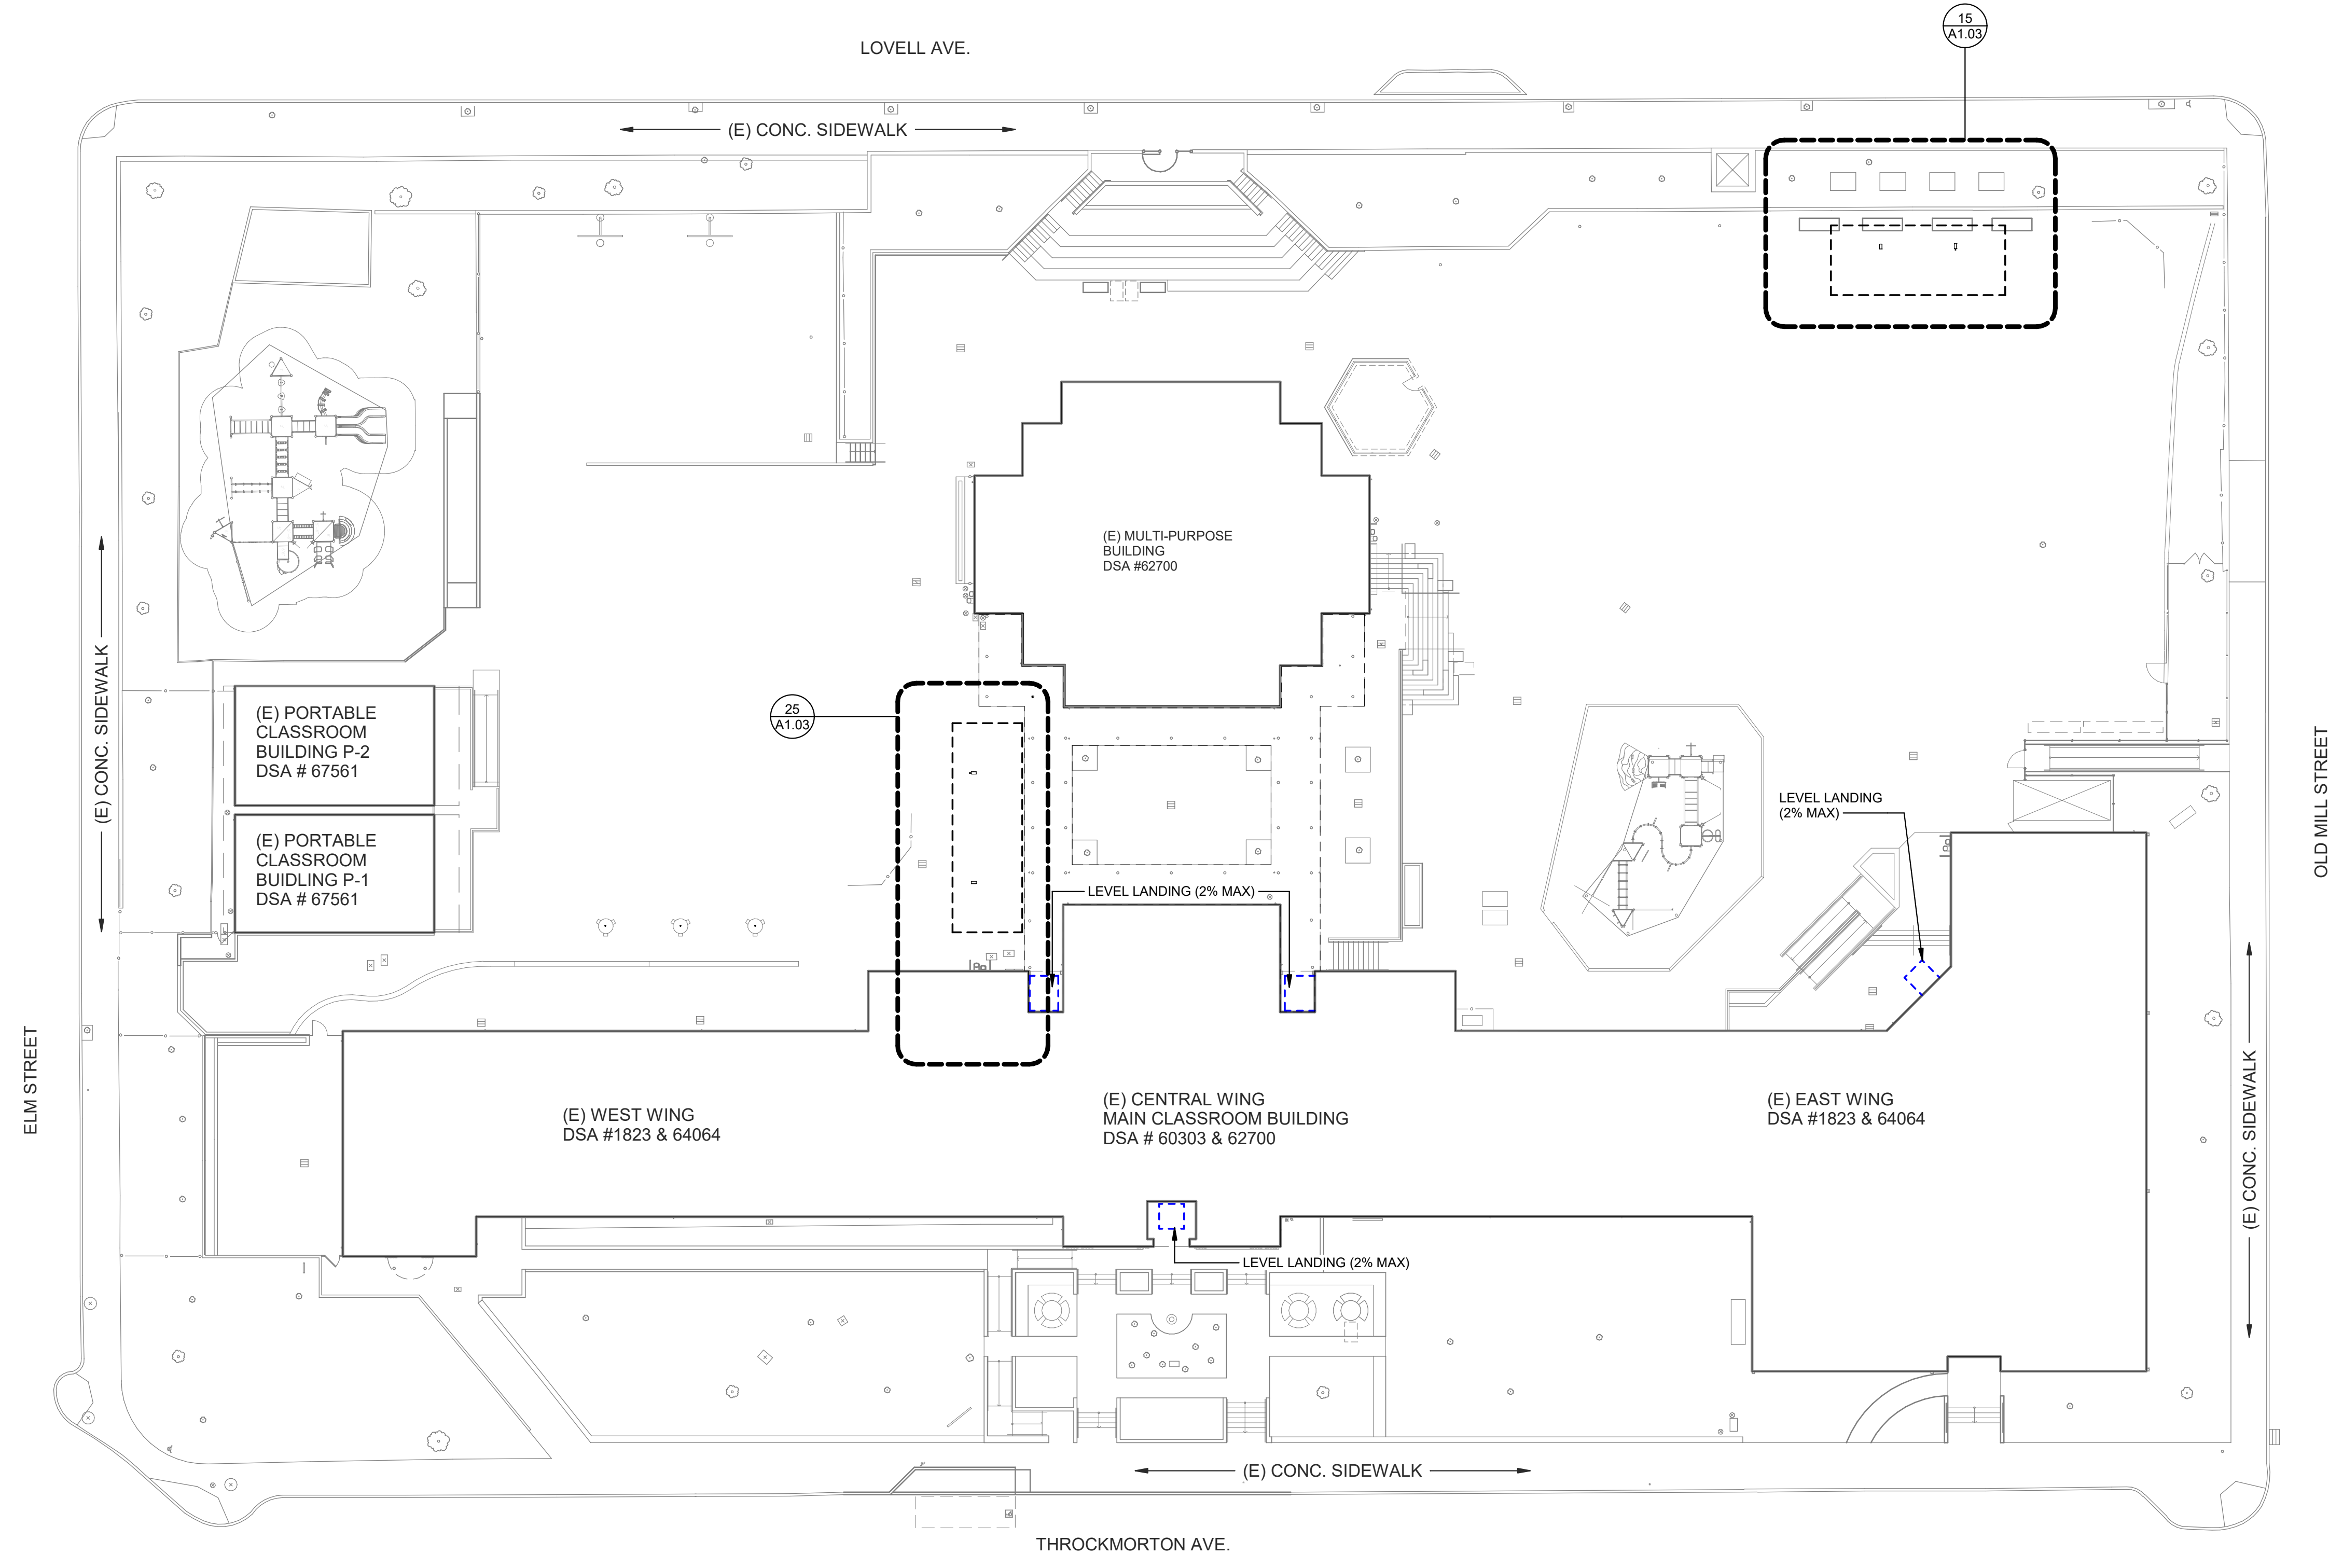 15
A1.03
LOVELL AVE.
(E) CONC. SIDEWALK
(E) MULTI-PURPOSE
BUILDING
DSA #62700
(E) CONC. SIDEWALK
25
A1.03
(E) PORTABLE
CLASSROOM
BUILDING P-2
DSA # 67561
(E) PORTABLE
CLASSROOM
BUIDLING P-1
DSA # 67561
LEVEL LANDING
(2% MAX)
OLD MILL STREET
LEVEL LANDING (2% MAX)
ELM STREET
(E) WEST WING
DSA #1823 & 64064
(E) CENTRAL WING
MAIN CLASSROOM BUILDING
DSA # 60303 & 62700
(E) EAST WING
DSA #1823 & 64064
(E) CONC. SIDEWALK
LEVEL LANDING (2% MAX)
(E) CONC. SIDEWALK
THROCKMORTON AVE.